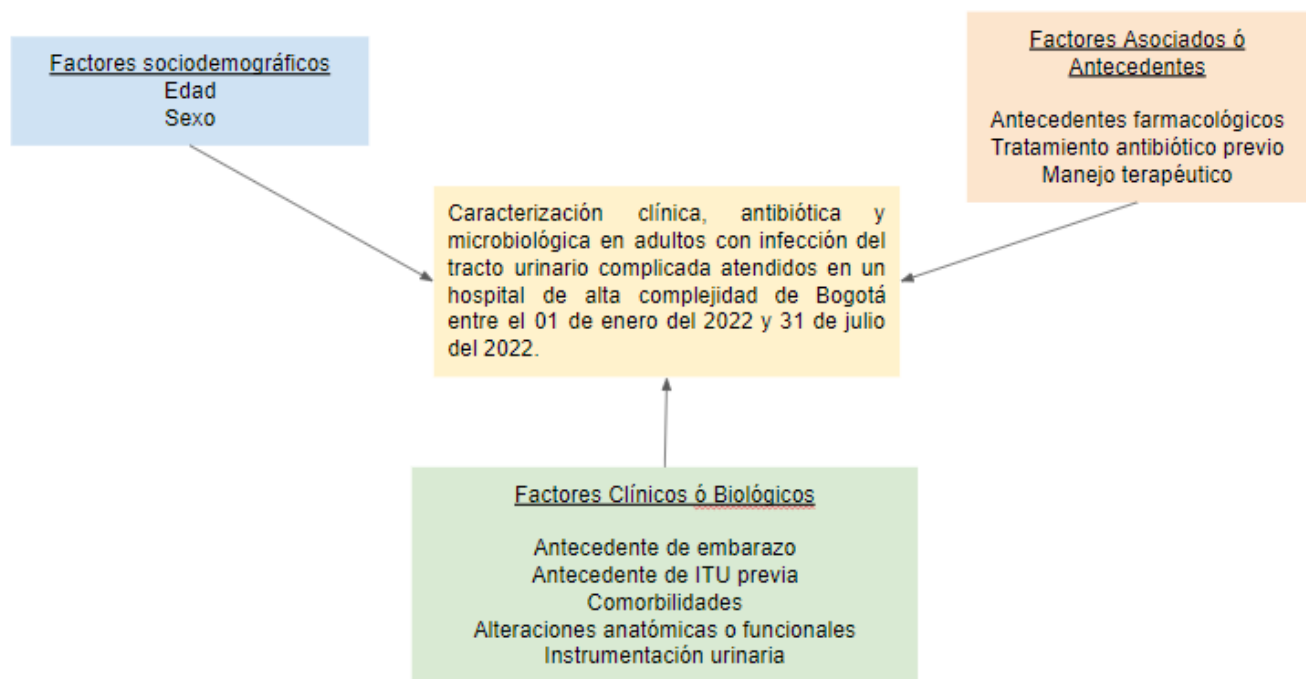 Factores sociodemográficos
Edad
Sexo
Factores Asociados ó
Antecedentes
Antecedentes farmacológicos
Tratamiento antibiótico previo
Manejo terapéutico
Caracterización clínica, antibiótica y
microbiológica en adultos con infección del
tracto urinario complicada atendidos en un
hospital de alta complejidad de Bogotá
entre el 01 de enero del 2022 y 31 de julio
del 2022.
Factores Clínicos ó Biológicos
Antecedente de embarazo
Antecedente de ITU previa
Comorbilidades
Alteraciones anatómicas o funcionales
Instrumentación urinaria